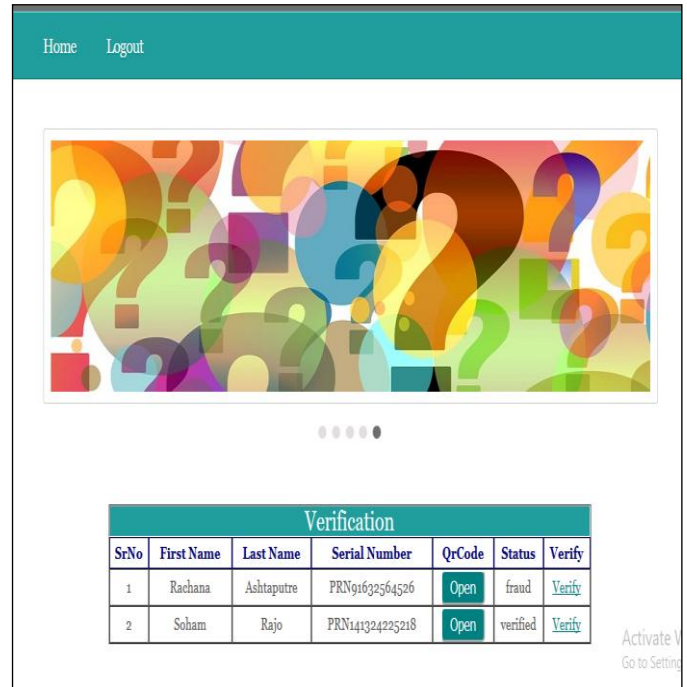 Home Logout
Verification
SrNo First Name Last Name Serial Number QrCode Status Verify
1 Rachana Ashtaputre PRN91632564526 Open fraud Verify
2 Soham Rajo PRN141324225218 Open verified Verify
Activate
Go to Setting